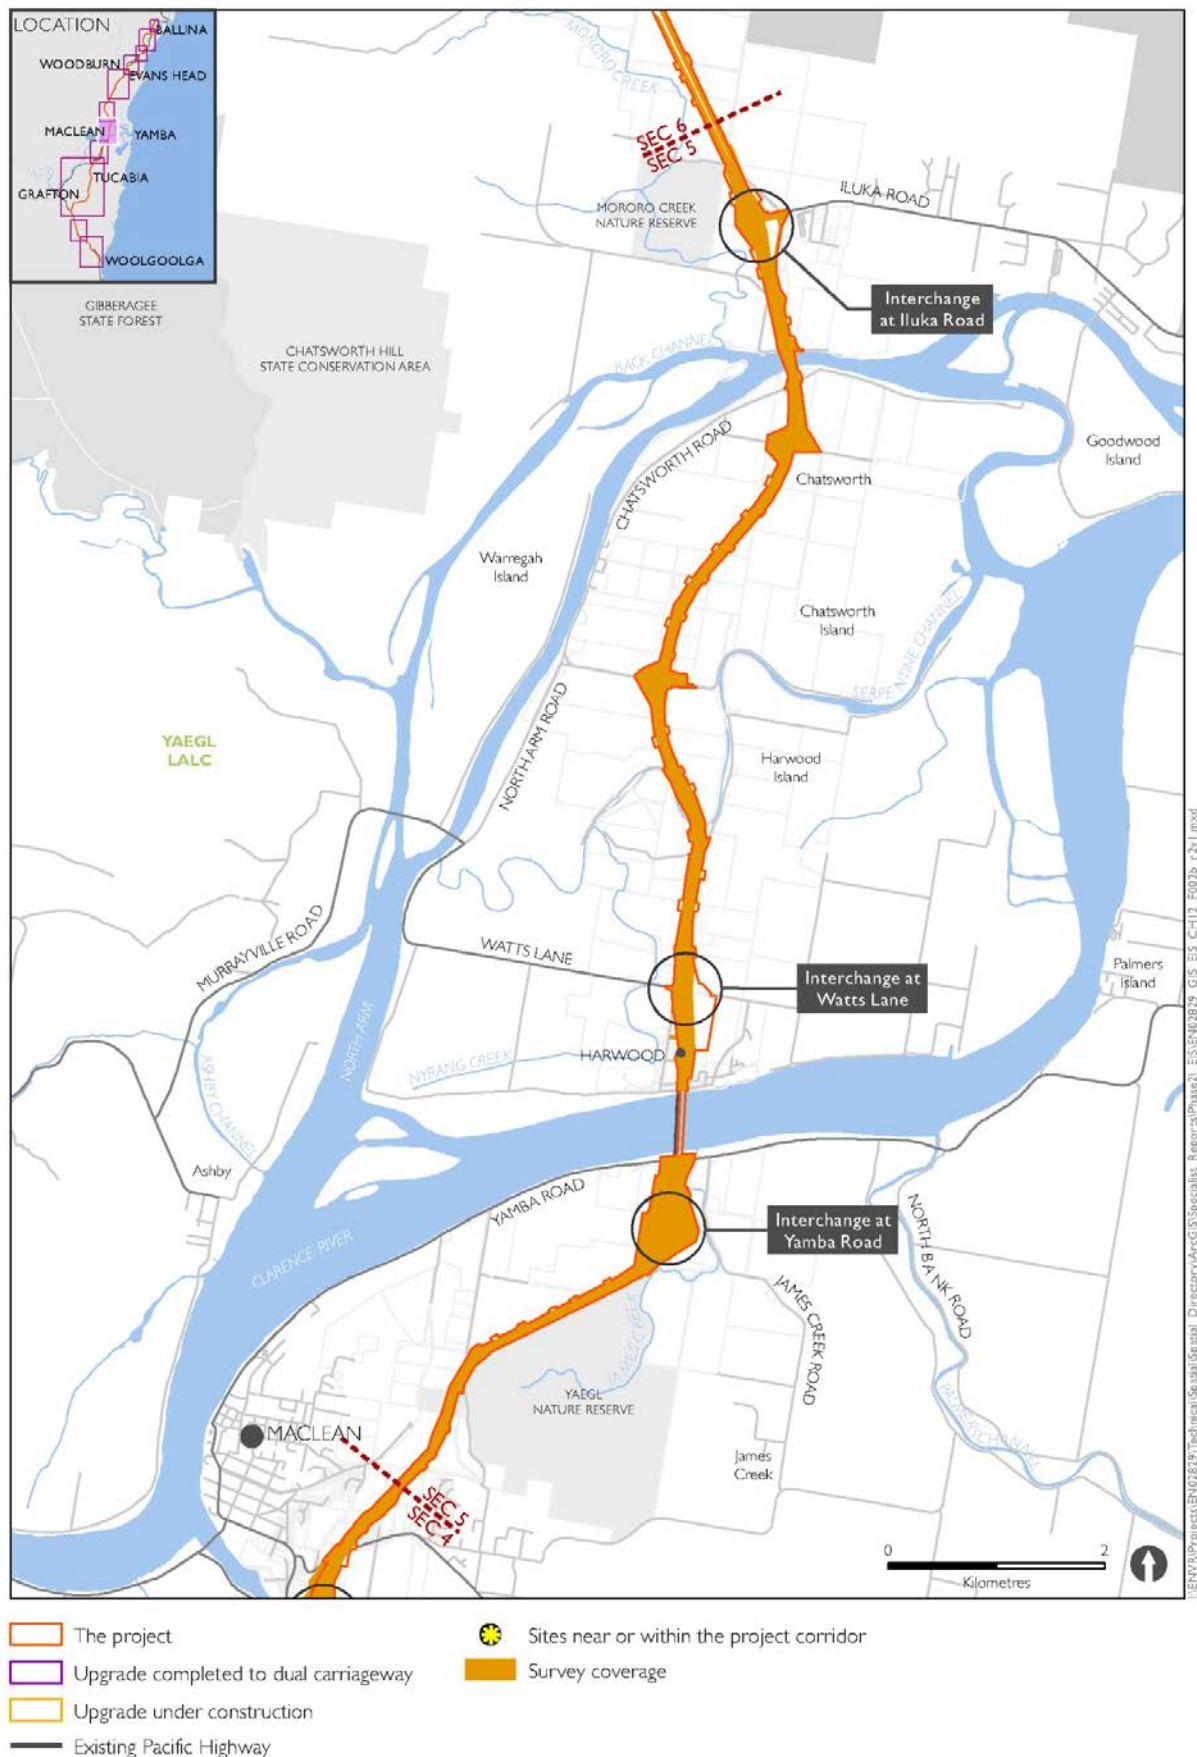 LOCATION
BALLINA
WOODBURN
EVANS HEAD
MACLEAN
YAMBA
TUCABIA
GRAFTON
WOOLGOOLGA
MORORO CREEK
SEC 6
SEC 5
ILUKA ROAD
MORORO CREEK
NATURE RESERVE
Interchange
at Iluka Road
GIBBERAGEE
STATE FOREST
CHATSWORTH HILL
STATE CONSERVATION AREA
BACK CHANNEL
CHATSWORTH ROAD
Goodwood
Island
Chatsworth
Warregah
Island
Chatsworth
Island
SERPENTINE CHANNEL
NORTH ARM ROAD
YAEGL
LALC
Harwood
Island
MURRAYVILLE ROAD
WATTS LANE
Interchange at
Watts Lane
Palmers
Island
NORTH ARM
HARWOOD
NYPANG CREEK
ASHBY CHANNEL
Ashby
YAMBA ROAD
Interchange at
Yamba Road
NORTH BANK ROAD
CLARENCE RIVER
JAMES CREEK ROAD
JAMES CREEK
YAEGL
NATURE RESERVE
PALMERS CHANNEL
MACLEAN
James
Creek
SEC 5
SEC 4
0 2
Kilometres
The project
Upgrade completed to dual carriageway
Upgrade under construction
Existing Pacific Highway
Sites near or within the project corridor
Survey coverage